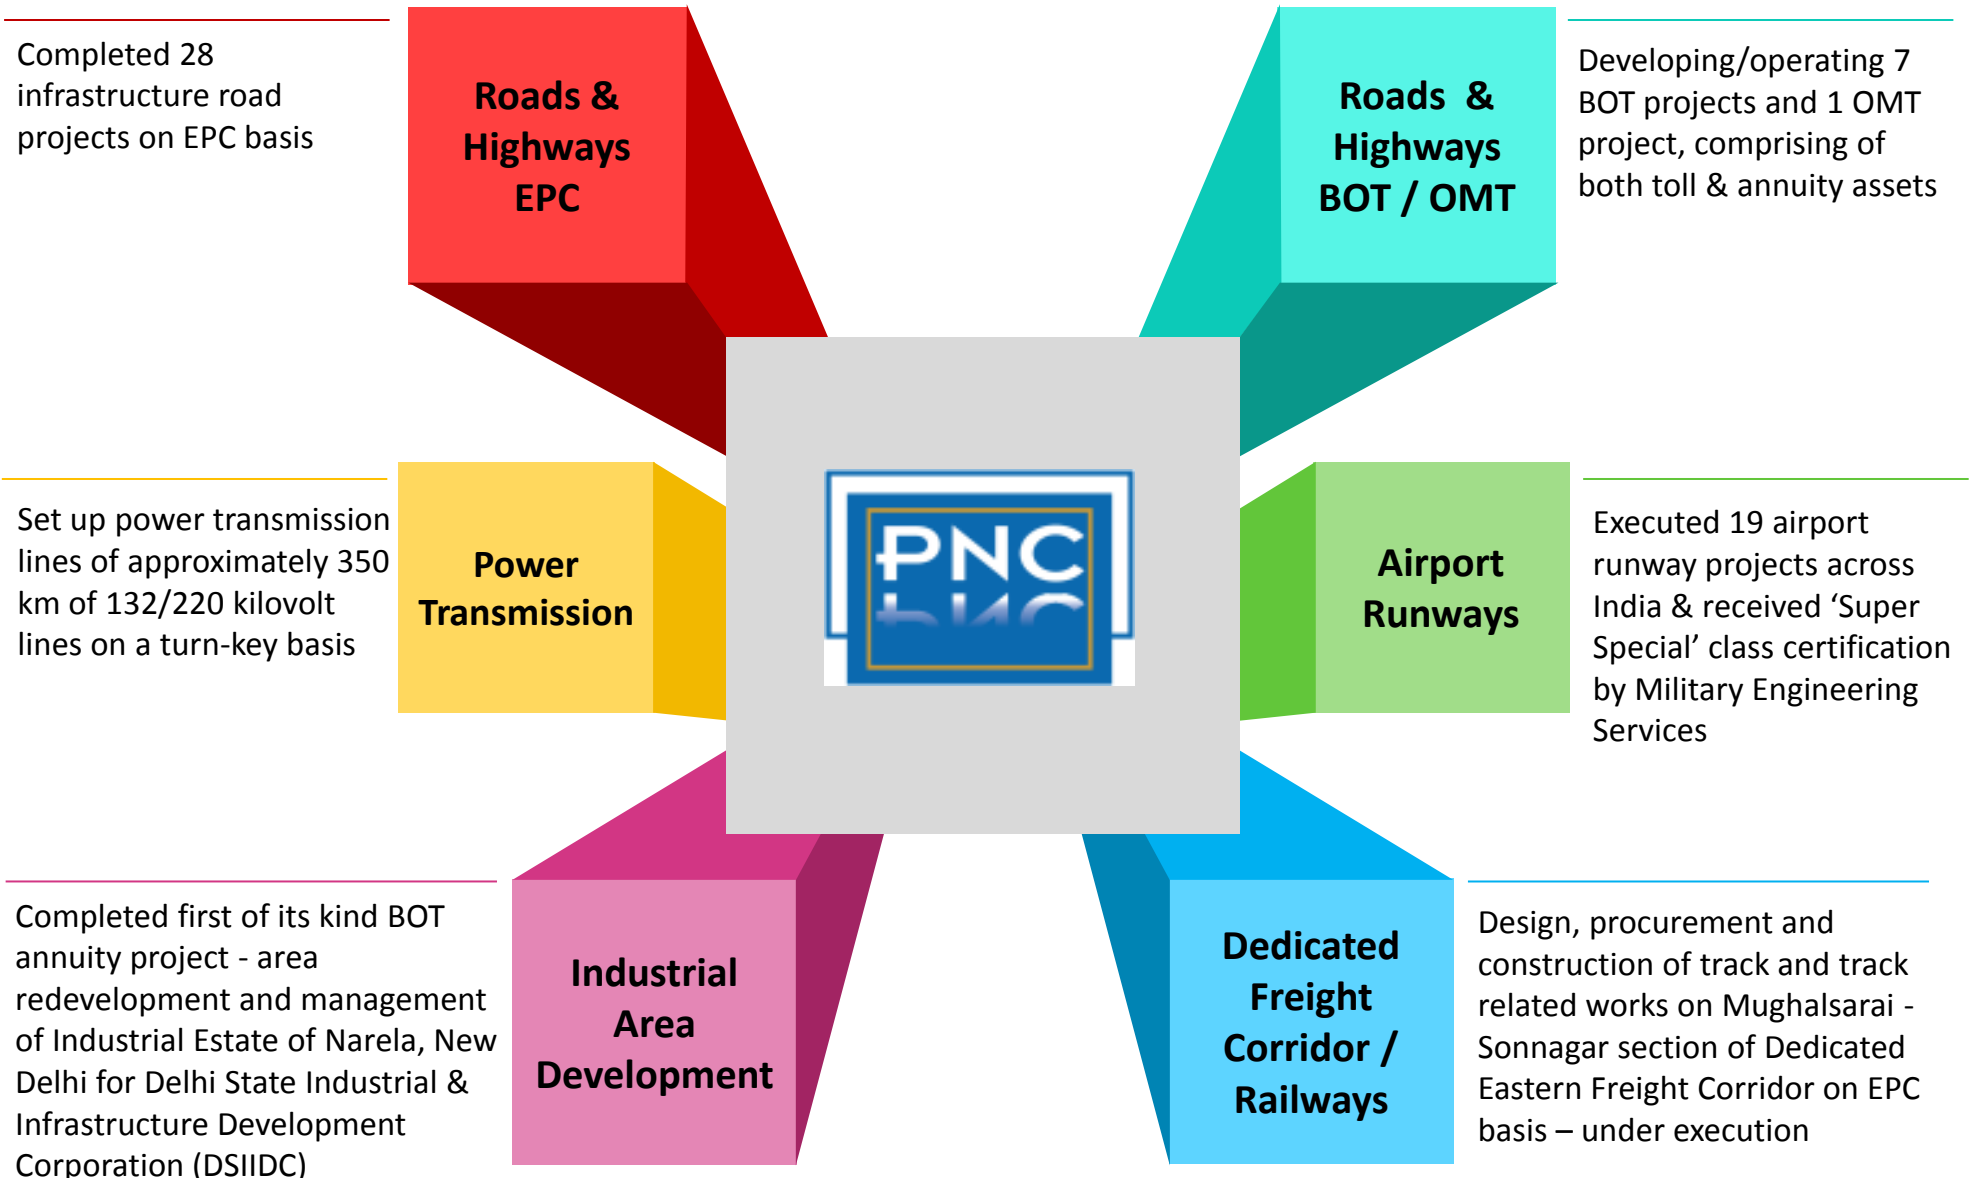 Completed 28
infrastructure road
projects on EPC basis
Roads &
Highways
EPC
Roads & 
Highways
BOT / OMT
Developing/operating 7
BOT projects and 1 OMT
project, comprising of
both toll & annuity assets
Set up power transmission
lines of approximately 350
km of 132/220 kilovolt
lines on a turn-key basis
Power
Transmission
PNC
Airport
Runways
Executed 19 airport
runway projects across
India & received ‘Super
Special’ class certification
by Military Engineering
Services
Completed first of its kind BOT
annuity project - area
redevelopment and management
of Industrial Estate of Narela, New
Delhi for Delhi State Industrial &
Infrastructure Development
Corporation (DSIIDC)
Industrial
Area
Development
Dedicated
Freight
Corridor /
Railways
Design, procurement and
construction of track and track
related works on Mughalsarai -
Sonnagar section of Dedicated
Eastern Freight Corridor on EPC
basis – under execution